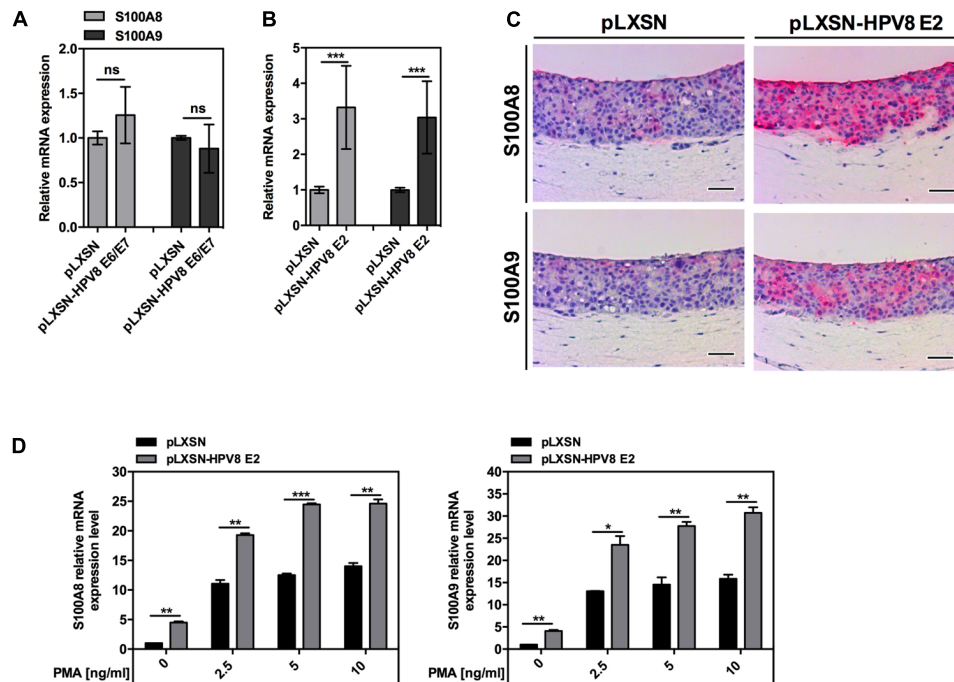 A
S100A8
S100A9
Relative mRNA expression
2.0
1.5
1.0
0.5
0.0
ns
ns
pLXSN
pLXSN-HPV8 E6/E7
pLXSN
pLXSN-HPV8 E6/E7
B
Relative mRNA expression
5
4
3
2
1
0
***
***
pLXSN
pLXSN-HPV8 E2
pLXSN
pLXSN-HPV8 E2
C
pLXSN
pLXSN-HPV8 E2
S100A8
S100A9
D
pLXSN
pLXSN-HPV8 E2
S100A8 relative mRNA
expression level
30
25
20
15
10
5
0
**
**
***
**
PMA [ng/ml]
0
2.5
5
10
pLXSN
pLXSN-HPV8 E2
S100A9 relative mRNA
expression level
40
35
30
25
20
15
10
5
0
**
*
**
**
PMA [ng/ml]
0
2.5
5
10